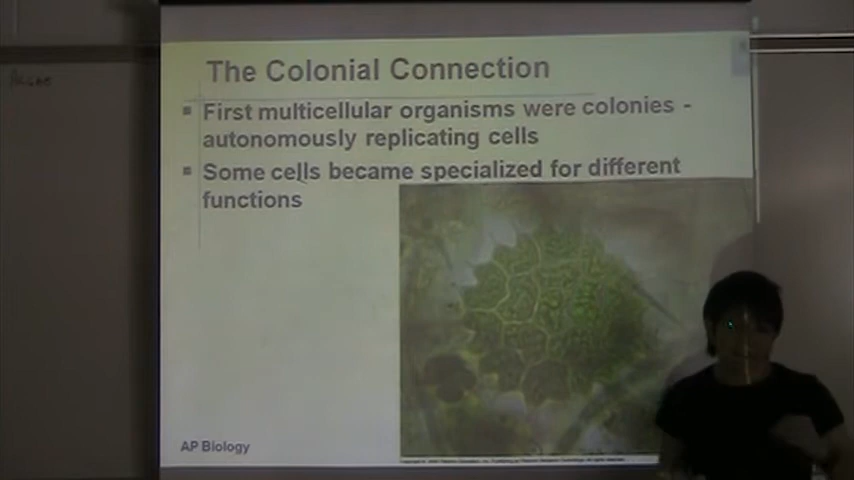 The Colonial Connection
First multicellular organisms were colonies -
autonomously replicating cells
Some cells became specialized for different
functions
AP Biology